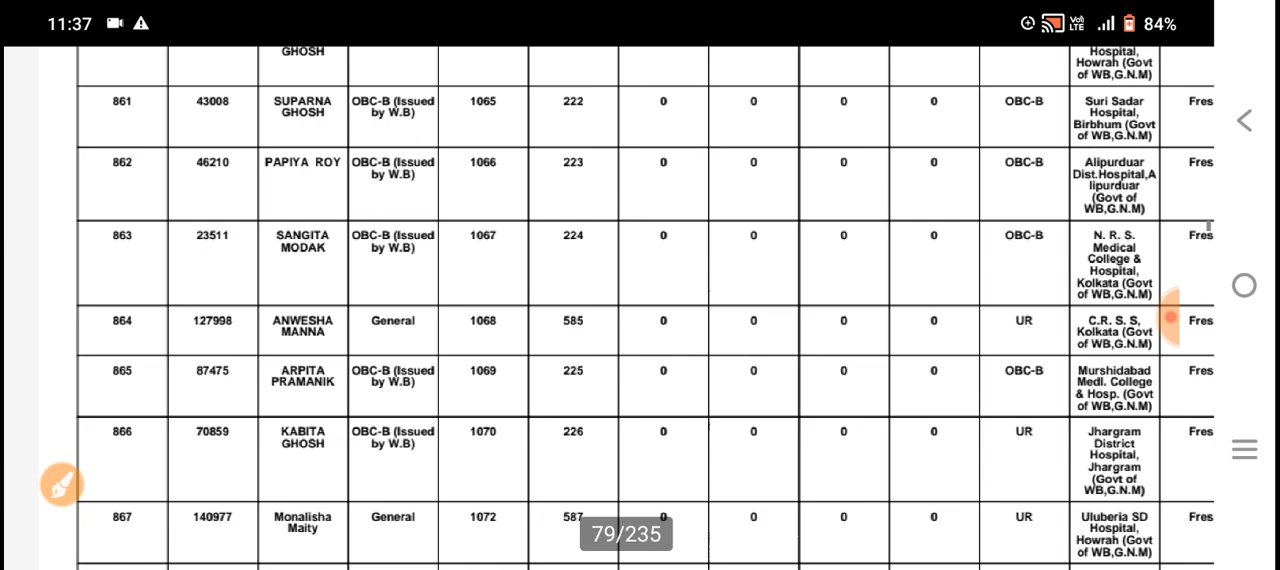 11:37
Vo)
LTE
84%
GHOSH
Hospital,
Howrah (Govt
of WB,G.N.M)
861 43008 SUPARNA OBC-B (Issued 1065 222 0 0 0 0 OBC-B Suri Sadar Fres
GHOSH by W.B) Hospital,
Birbhum (Govt
of WB,G.N.M)
862 46210 PAPIYA ROY OBC-B (Issued 1066 223 0 0 0 0 OBC-B Alipurduar Fres
by W.B) Dist.Hospital,A
lipurduar
(Govt of
WB,G.N.M)
863 23511 SANGITA OBC-B (Issued 1067 224 0 0 0 0 OBC-B N. R. S. Fres
MODAK by W.B) Medical
College &
Hospital,
Kolkata (Govt
of WB,G.N.M)
864 127998 ANWESHA General 1068 585 0 0 0 0 UR C.R. S. S, Fres
MANNA Kolkata (Govt
of WB,G.N.M)
865 87475 ARPITA OBC-B (Issued 1069 225 0 0 0 0 OBC-B Murshidabad Fres
PRAMANIK by W.B) Medl. College
& Hosp. (Govt
of WB,G.N.M)
866 70859 KABITA OBC-B (Issued 1070 226 0 0 0 0 UR Jhargram Fres
GHOSH by W.B) District
Hospital,
Jhargram
(Govt of
WB,G.N.M)
867 140977 Monalisha General 1072 587 0 0 0 0 UR Uluberia SD Fres
Maity Hospital,
Howrah (Govt
of WB,G.N.M)
79/235